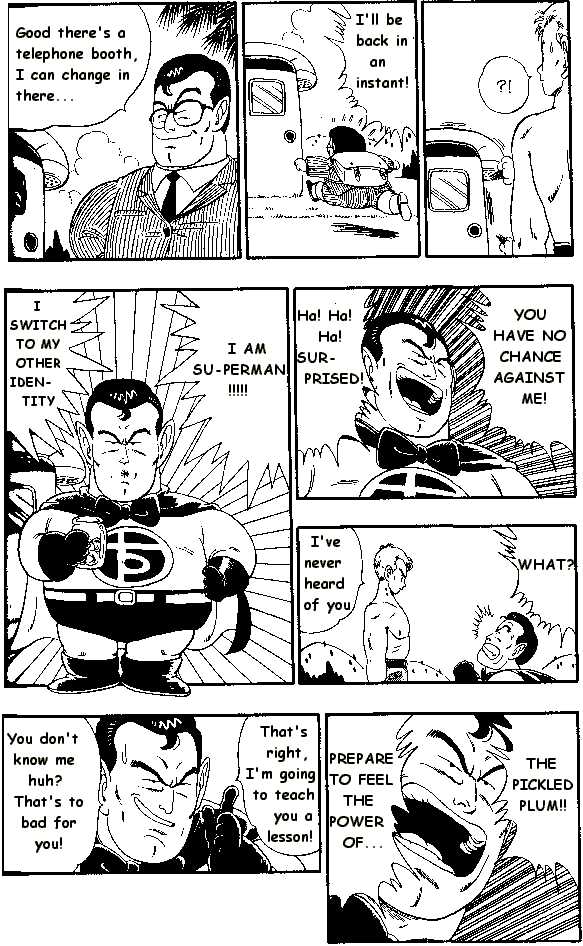 Good there's a
telephone booth,
I can change in
there...
I'll be
back in
an
instant!
?!
I
SWITCH
TO MY
OTHER
IDEN-
TITY
I AM
SU-PERMAN
!!!!!
Ha! Ha!
Ha!
SUR-
PRISED!
YOU
HAVE NO
CHANCE
AGAINST
ME!
I've
never
heard
of you
WHAT?
You don't
know me
huh?
That's to
bad for
you!
That's
right,
I'm going
to teach
you a
lesson!
PREPARE
TO FEEL
THE
POWER
OF...
THE
PICKLED
PLUM!!